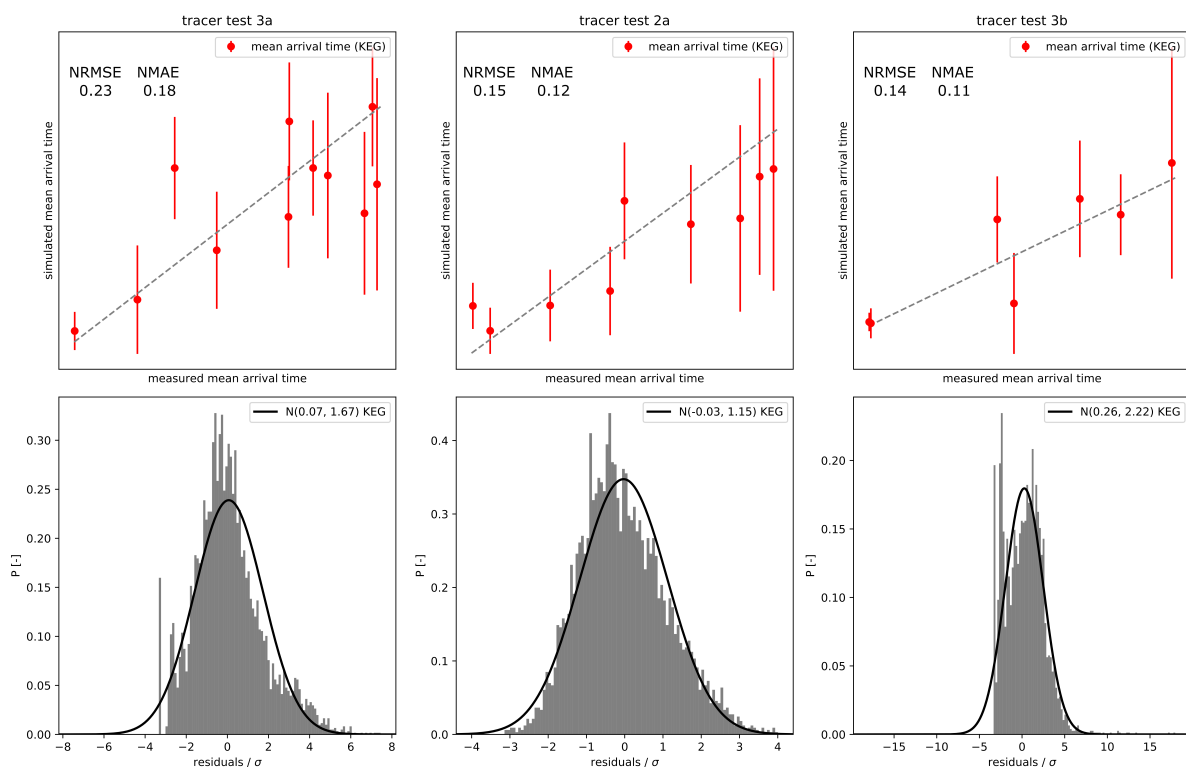 tracer test 3a
mean arrival time (KEG)
NRMSE NMAE
0.23 0.18
simulated mean arrival time
measured mean arrival time
tracer test 2a
mean arrival time (KEG)
NRMSE NMAE
0.15 0.12
simulated mean arrival time
measured mean arrival time
tracer test 3b
mean arrival time (KEG)
NRMSE NMAE
0.14 0.11
simulated mean arrival time
measured mean arrival time
N(0.07, 1.67) KEG
P [-]
0.30
0.25
0.20
0.15
0.10
0.05
0.00
−8 −6 −4 −2 0 2 4 6 8
residuals / σ
N(-0.03, 1.15) KEG
P [-]
0.4
0.3
0.2
0.1
0.0
−4 −3 −2 −1 0 1 2 3 4
residuals / σ
N(0.26, 2.22) KEG
P [-]
0.20
0.15
0.10
0.05
0.00
−15 −10 −5 0 5 10 15
residuals / σ